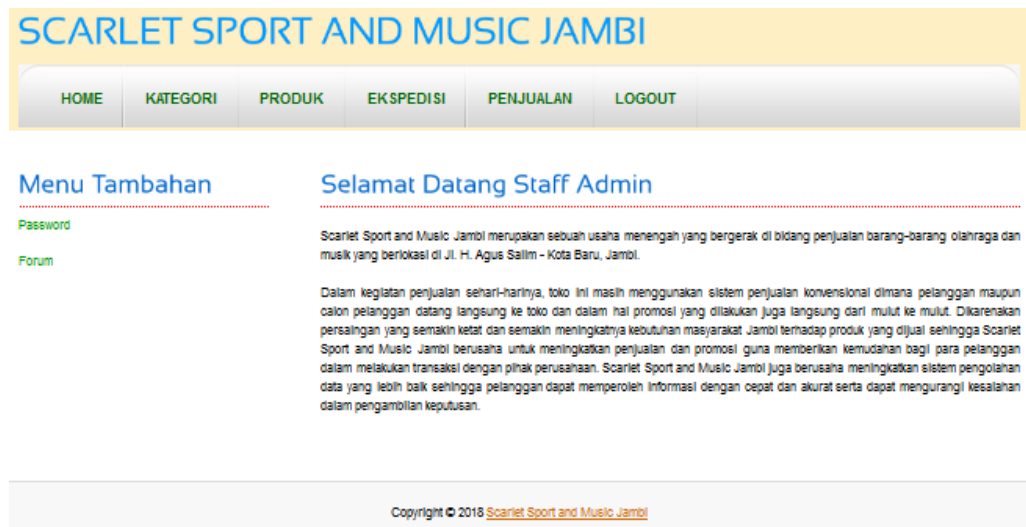 SCARLET SPORT AND MUSIC JAMBI
HOME KATEGORI PRODUK EKSPEDISI PENJUALAN LOGOUT
Menu Tambahan
Password
Forum
Selamat Datang Staff Admin
Scarlet Sport and Music Jambi merupakan sebuah usaha menengah yang bergerak di bidang penjualan barang-barang olahraga dan
musik yang berlokasi di Jl. H. Agus Salim - Kota Baru, Jambi.
Dalam kegiatan penjualan sehari-harinya, toko ini masih menggunakan sistem penjualan konvensional dimana pelanggan maupun
calon pelanggan datang langsung ke toko dan dalam hal promosi yang dilakukan juga langsung dari mulut ke mulut. Dikarenakan
persaingan yang semakin ketat dan semakin meningkatnya kebutuhan masyarakat Jambi terhadap produk yang dijual sehingga Scarlet
Sport and Music Jambi berusaha untuk meningkatkan penjualan dan promosi guna memberikan kemudahan bagi para pelanggan
dalam melakukan transaksi dengan pihak perusahaan. Scarlet Sport and Music Jambi juga berusaha meningkatkan sistem pengolahan
data yang lebih baik sehingga pelanggan dapat memperoleh informasi dengan cepat dan akurat serta dapat mengurangi kesalahan
dalam pengambilan keputusan.
Copyright © 2018 Scarlet Sport and Music Jambi